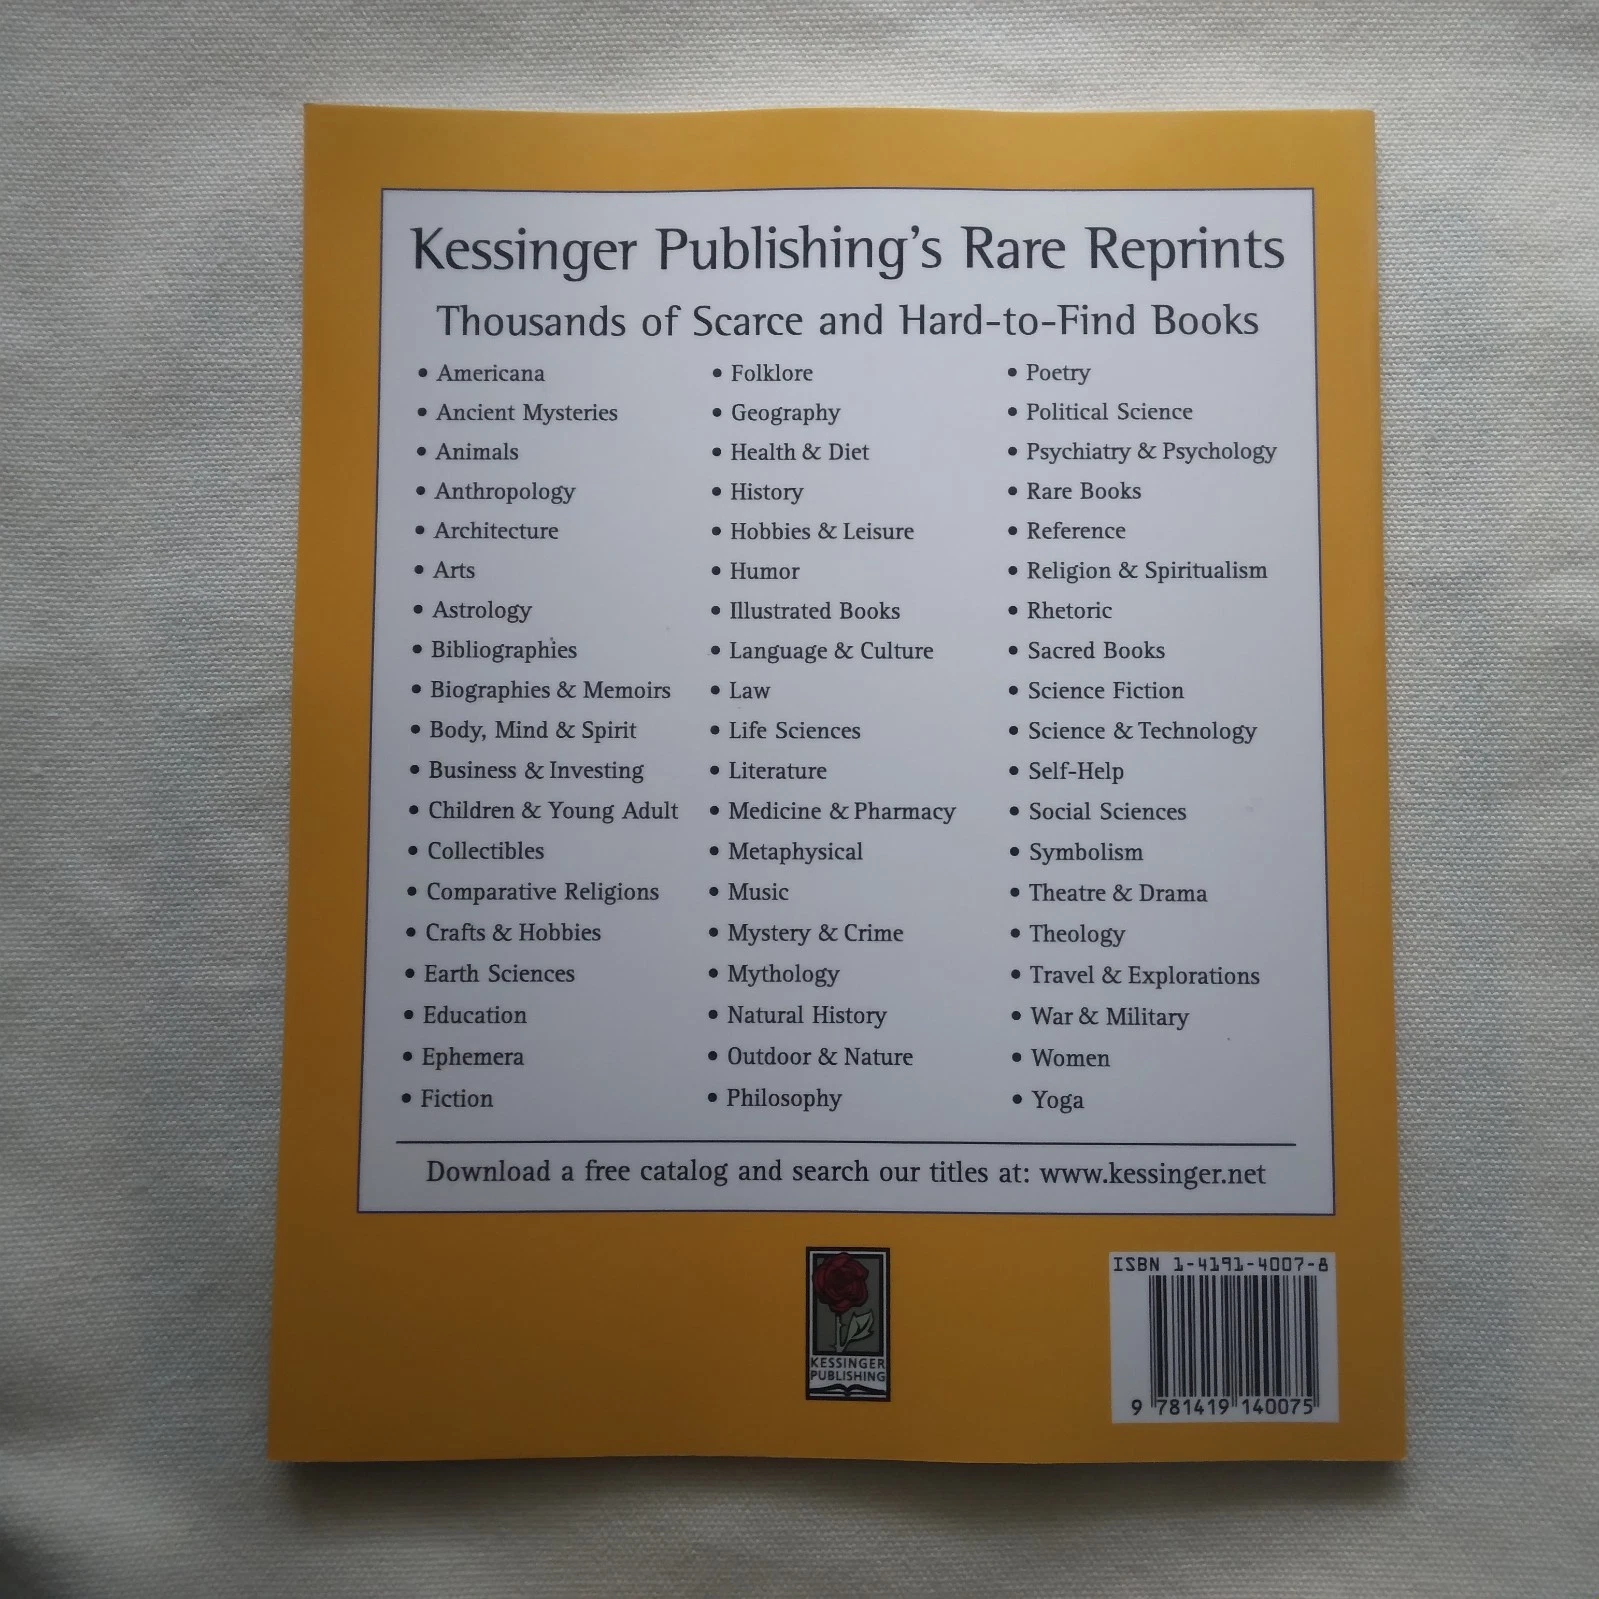 Kessinger Publishing's Rare Reprints
Thousands of Scarce and Hard-to-Find Books
• Americana
• Ancient Mysteries
• Animals
• Anthropology
• Architecture
• Arts
• Astrology
• Bibliographies
• Biographies & Memoirs
• Body, Mind & Spirit
• Business & Investing
• Children & Young Adult
• Collectibles
• Comparative Religions
• Crafts & Hobbies
• Earth Sciences
• Education
• Ephemera
• Fiction
• Folklore
• Geography
• Health & Diet
• History
• Hobbies & Leisure
• Humor
• Illustrated Books
• Language & Culture
• Law
• Life Sciences
• Literature
• Medicine & Pharmacy
• Metaphysical
• Music
• Mystery & Crime
• Mythology
• Natural History
• Outdoor & Nature
• Philosophy
• Poetry
• Political Science
• Psychiatry & Psychology
• Rare Books
• Reference
• Religion & Spiritualism
• Rhetoric
• Sacred Books
• Science Fiction
• Science & Technology
• Self-Help
• Social Sciences
• Symbolism
• Theatre & Drama
• Theology
• Travel & Explorations
• War & Military
• Women
• Yoga
Download a free catalog and search our titles at: www.kessinger.net
KESSINGER
PUBLISHING
ISBN 1-4191-4007-8
9 781419 140075